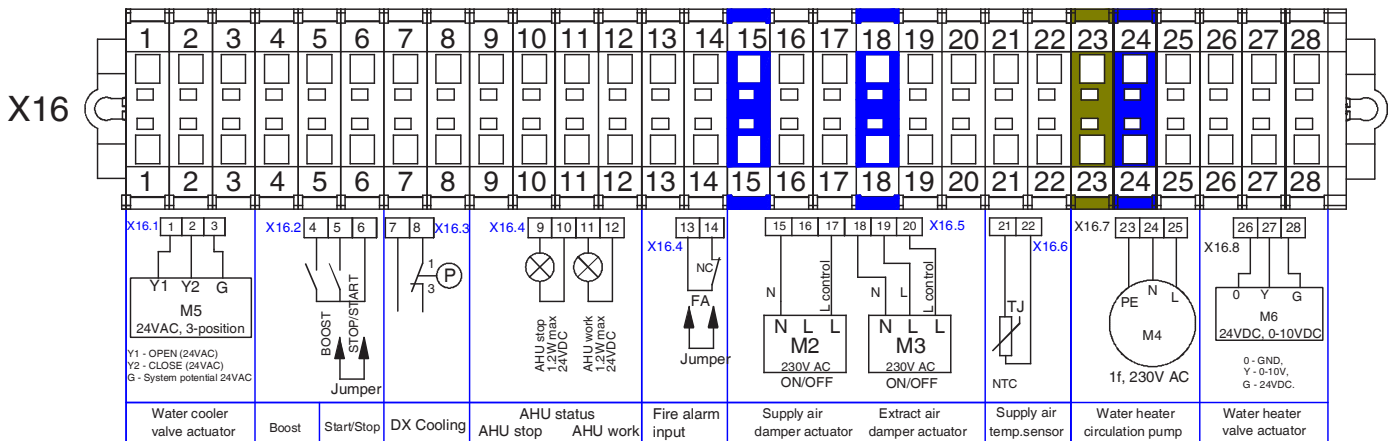 1 2 3 4 5 6 7 8 9 10 11 12 13 14 15 16 17 18 19 20 21 22 23 24 25 26 27 28
X16
1 2 3 4 5 6 7 8 9 10 11 12 13 14 15 16 17 18 19 20 21 22 23 24 25 26 27 28
X16.1 1 2 3
Y1 Y2 G
M5
24VAC, 3-position
Y1 - OPEN (24VAC)
Y2 - CLOSE (24VAC)
G - System potential 24VAC
Water cooler
valve actuator
X16.2 4 5 6
BOOST
STOP/START
Jumper
Boost
Start/Stop
7 8 X16.3
1
3
P
DX Cooling
X16.4 9 10 11 12
AHU stop
1.2W max
24VDC
AHU work
1.2W max
24VDC
AHU status
AHU stop AHU work
13 14
X16.4
NC
FA
Jumper
Fire alarm
input
15 16 17 18 19 20 X16.5
N L control N L L control
N L L
M2
230V AC
ON/OFF
N L L
M3
230V AC
ON/OFF
Supply air
damper actuator
Extract air
damper actuator
21 22
X16.6
TJ
NTC
Supply air
temp.sensor
X16.7 23 24 25
PE N L
M4
1f, 230V AC
Water heater
circulation pump
26 27 28
X16.8
0 Y G
M6
24VDC, 0-10VDC
0 - GND,
Y - 0-10V,
G - 24VDC.
Water heater
valve actuator